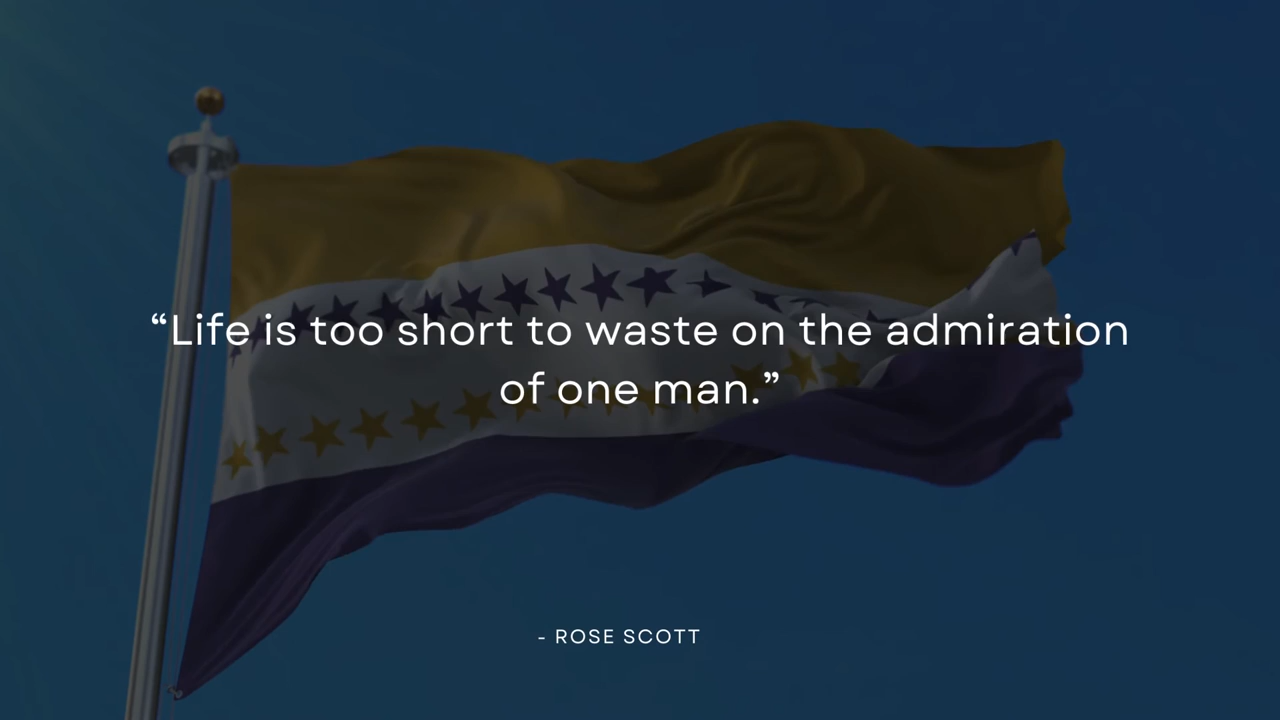 “Life is too short to waste on the admiration
of one man.”
- ROSE SCOTT